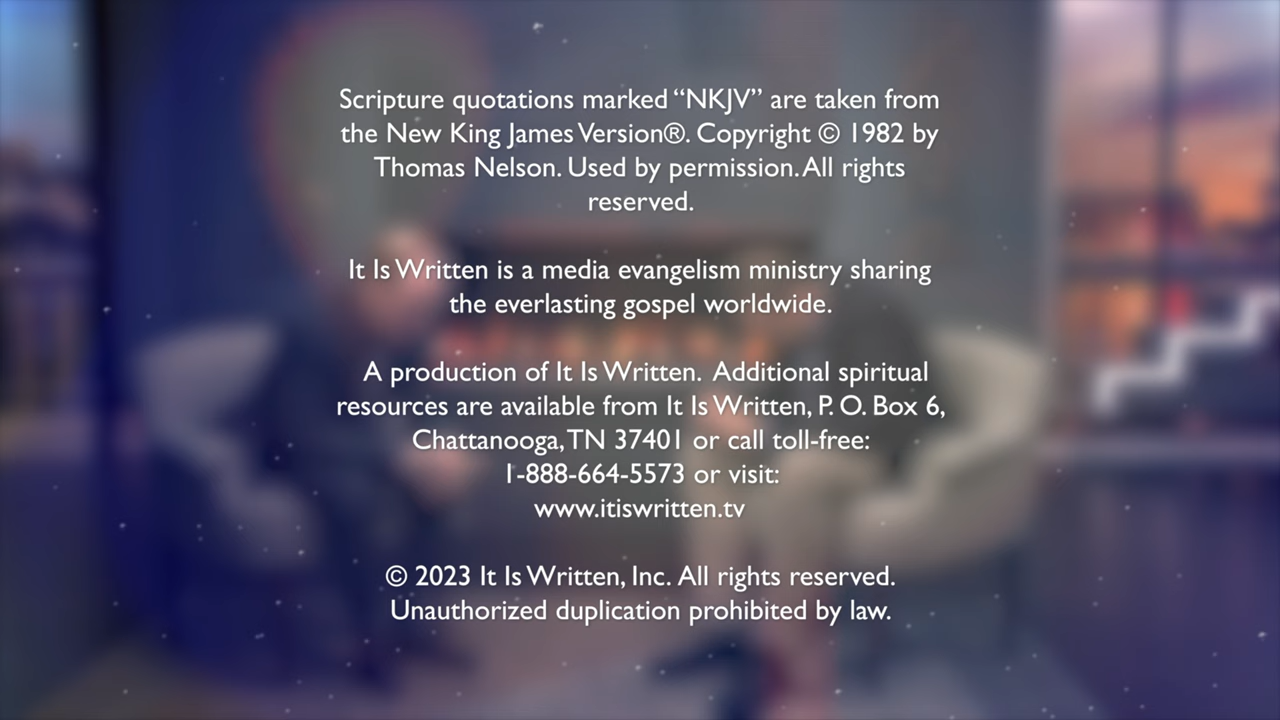 Scripture quotations marked “NKJV” are taken from
the New King James Version®. Copyright © 1982 by
Thomas Nelson. Used by permission. All rights
reserved.
It Is Written is a media evangelism ministry sharing
the everlasting gospel worldwide.
A production of It Is Written. Additional spiritual
resources are available from It Is Written, P. O. Box 6,
Chattanooga, TN 37401 or call toll-free:
1-888-664-5573 or visit:
www.itiswritten.tv
© 2023 It Is Written, Inc. All rights reserved.
Unauthorized duplication prohibited by law.